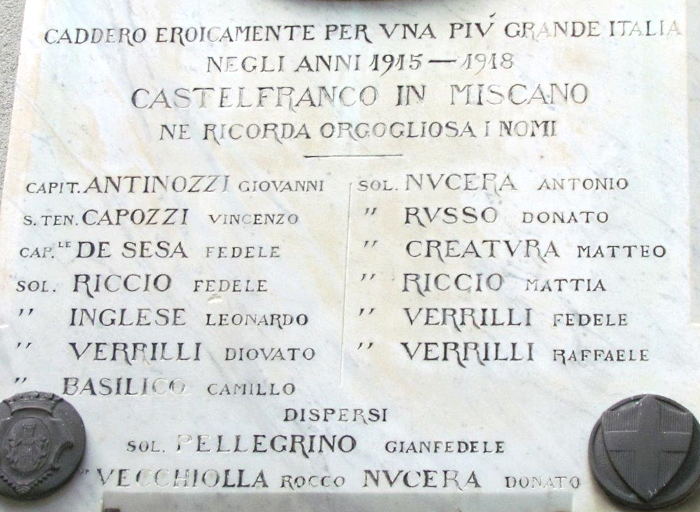 CADDERO EROICAMENTE PER VNA PIV́ GRANDE ITALIA
NEGLI ANNI 1915 — 1918
CASTELFRANCO IN MISCANO
NE RICORDA ORGOGLIOSA I NOMI
CAPIT. ANTINOZZI GIOVANNI
S. TEN. CAPOZZI VINCENZO
CAP.LE DE SESA FEDELE
SOL. RICCIO FEDELE
" INGLESE LEONARDO
" VERRILLI DIOVATO
" BASILICO CAMILLO
SOL. NVCERA ANTONIO
" RVSSO DONATO
" CREATVRA MATTEO
" RICCIO MATTIA
" VERRILLI FEDELE
" VERRILLI RAFFAELE
DISPERSI
SOL. PELLEGRINO GIANFEDELE
" VECCHIOLLA ROCCO NVCERA DONATO